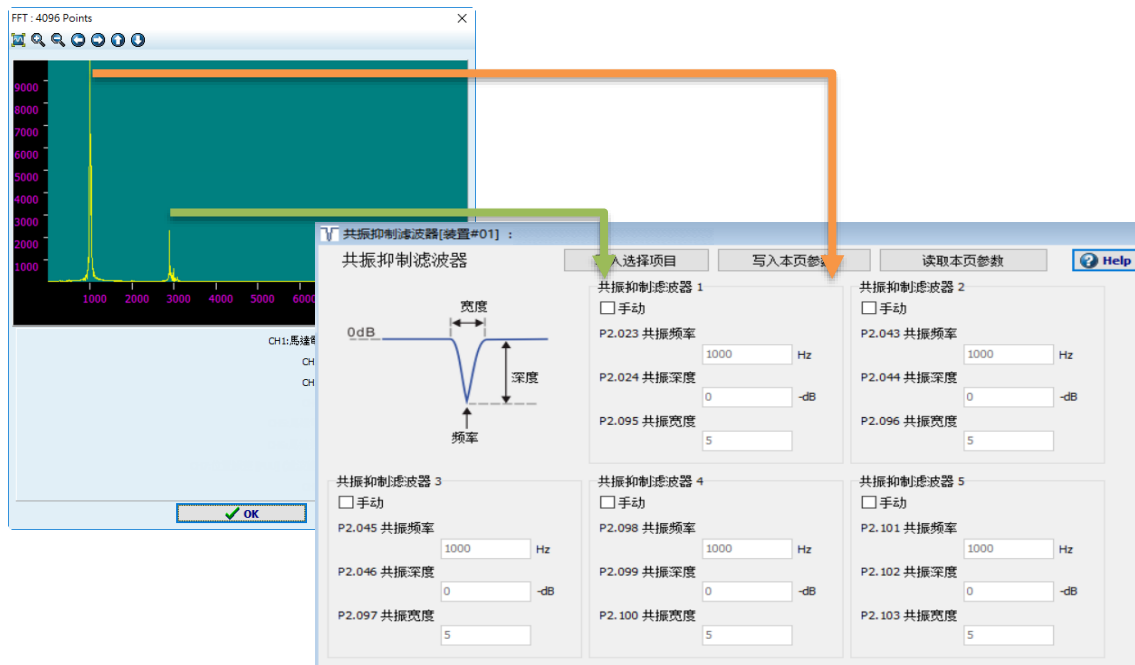 FFT : 4096 Points
9000
8000
7000
6000
5000
4000
3000
2000
1000
1000 2000 3000 4000 5000 6000
CH1:馬達
CH
CH
OK
共振抑制滤波器[装置#01] :
共振抑制滤波器
入选择项目
写入本页参
读取本页参数
Help
宽度
0dB
深度
频率
共振抑制滤波器 1
手动
P2.023 共振频率
1000 Hz
P2.024 共振深度
0 -dB
P2.095 共振宽度
5
共振抑制滤波器 2
手动
P2.043 共振频率
1000 Hz
P2.044 共振深度
0 -dB
P2.096 共振宽度
5
共振抑制滤波器 3
手动
P2.045 共振频率
1000 Hz
P2.046 共振深度
0 -dB
P2.097 共振宽度
5
共振抑制滤波器 4
手动
P2.098 共振频率
1000 Hz
P2.099 共振深度
0 -dB
P2.100 共振宽度
5
共振抑制滤波器 5
手动
P2.101 共振频率
1000 Hz
P2.102 共振深度
0 -dB
P2.103 共振宽度
5